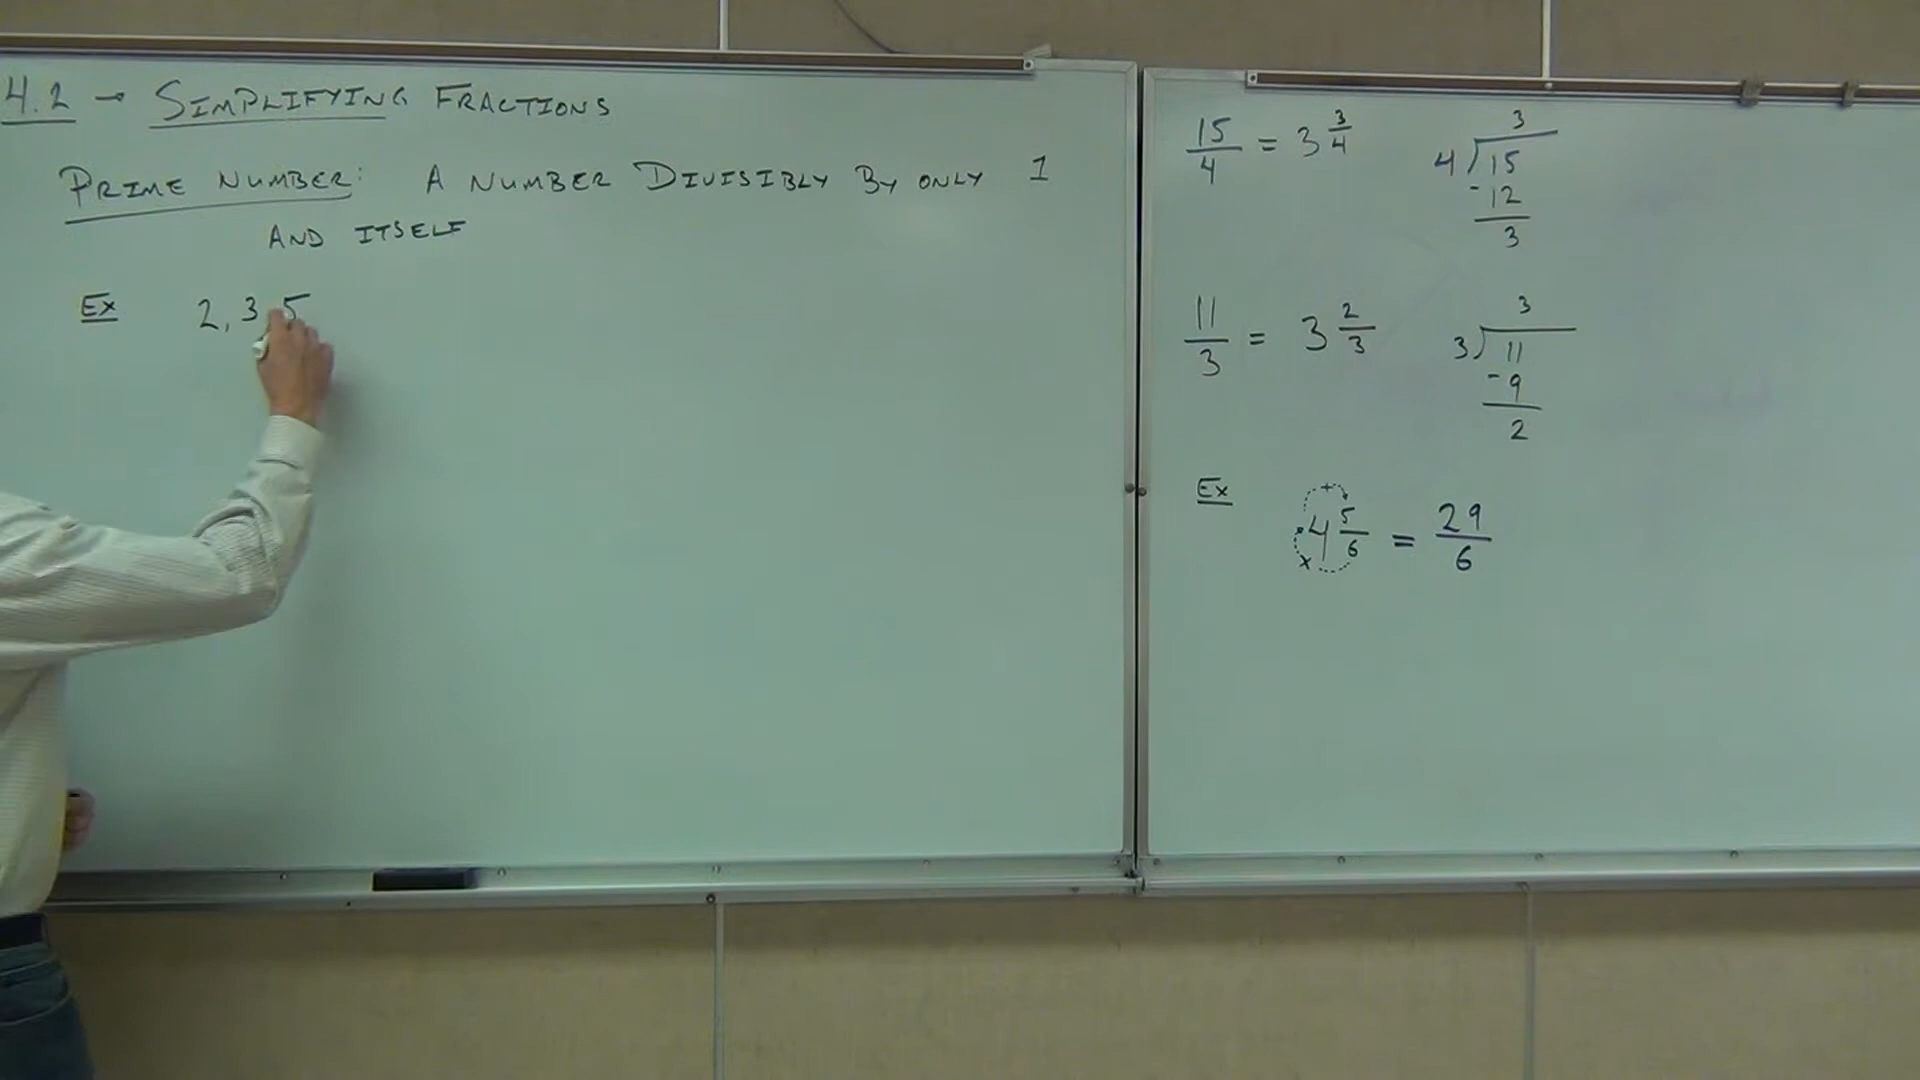 4.2 → SIMPLIFYING FRACTIONS
PRIME NUMBER: A NUMBER DIVISIBLY BY ONLY 1
AND ITSELF
Ex 2, 3, 5
15/4 = 3 3/4
3
4)15
-12
3
11/3 = 3 2/3
3
3)11
-9
2
Ex
+
4 5/6 = 29/6
x